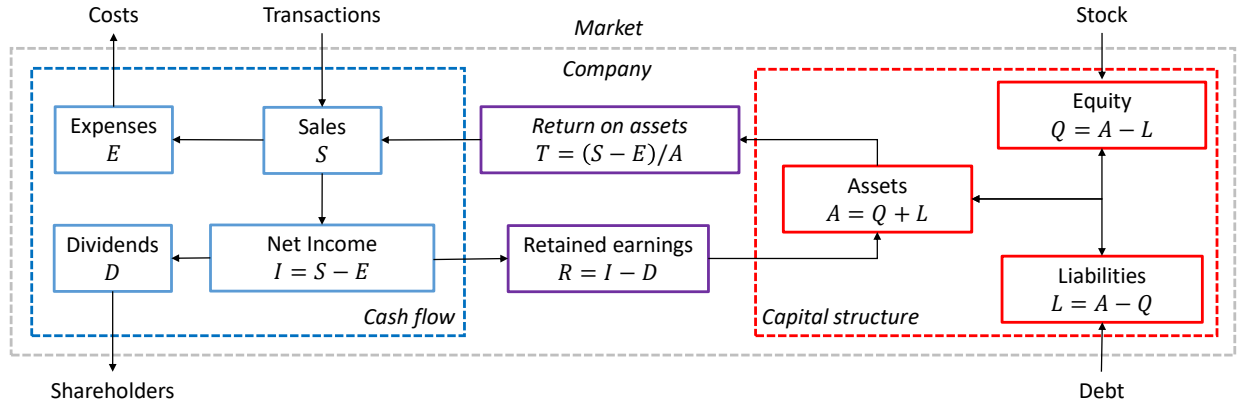 Costs
Transactions
Market
Stock
Company
Expenses
E
Sales
S
Return on assets
T = (S − E)/A
Equity
Q = A − L
Assets
A = Q + L
Dividends
D
Net Income
I = S − E
Retained earnings
R = I − D
Liabilities
L = A − Q
Cash flow
Capital structure
Shareholders
Debt